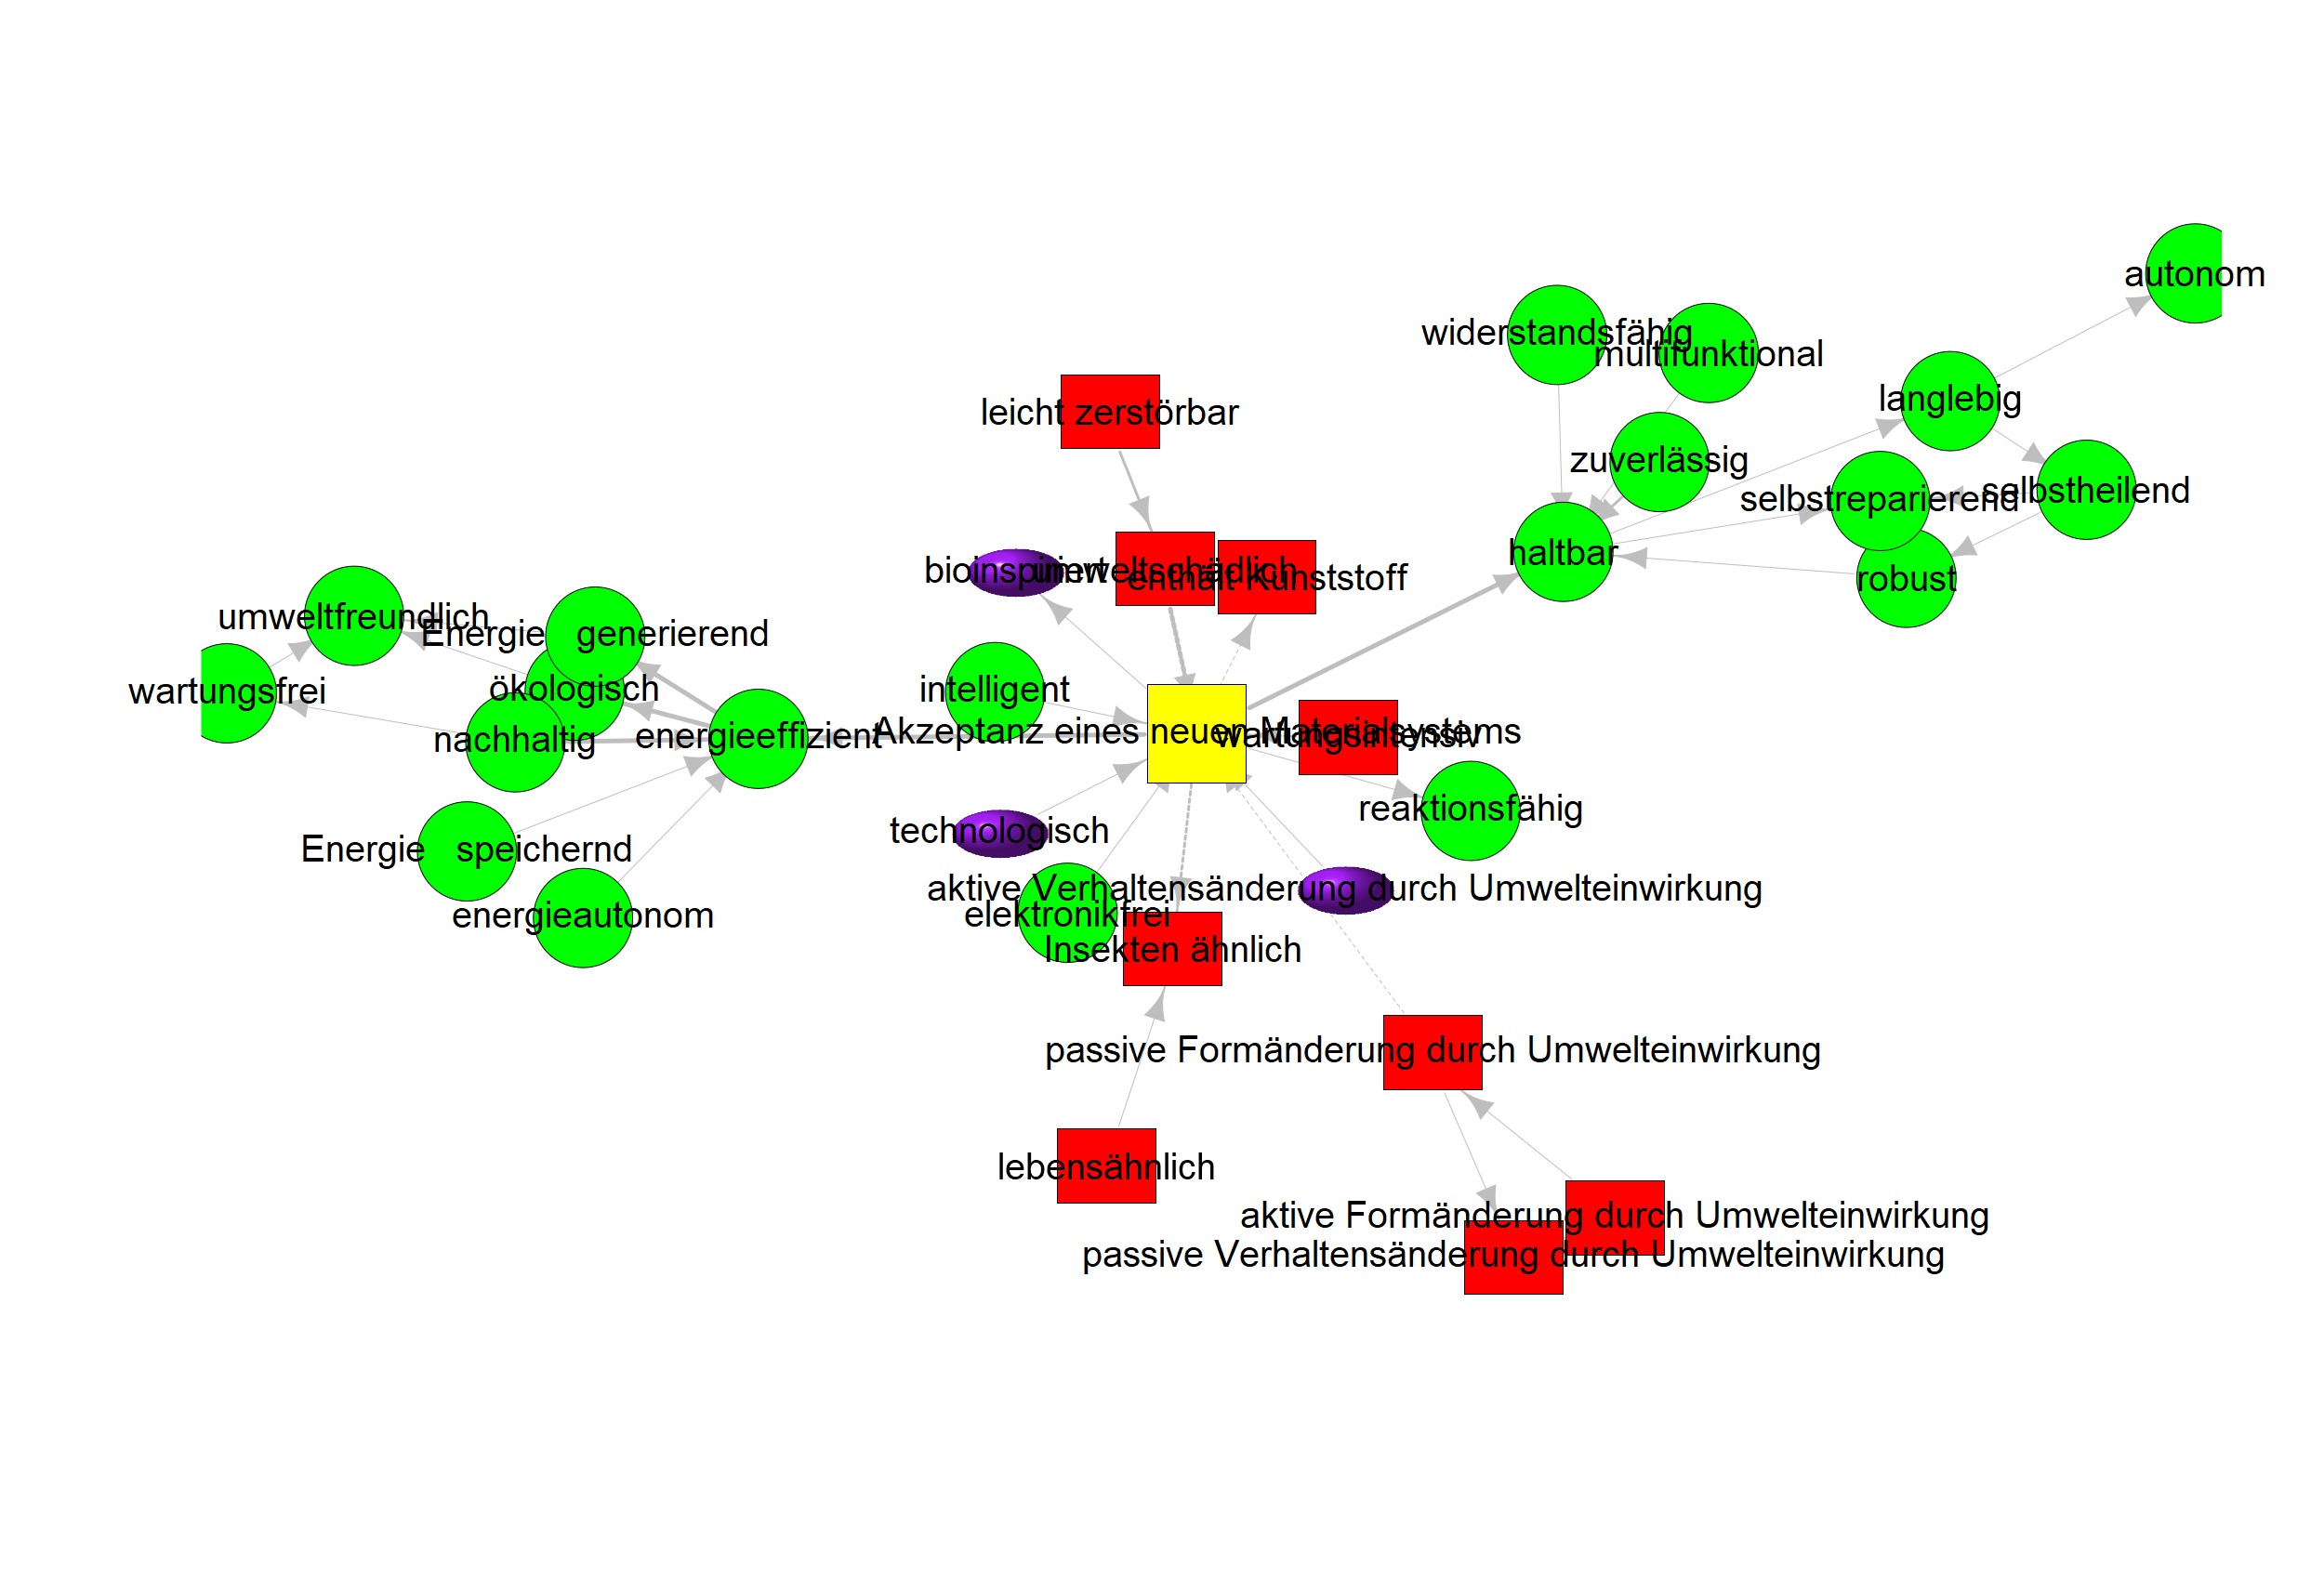 autonom
widerstandsfähig
multifunktional
langlebig
leicht zerstörbar
zuverlässig
selbstreparierend
selbstheilend
haltbar
bioinspiriert
umweltschädlich
enthält Kunststoff
robust
umweltfreundlich
Energie generierend
wartungsfrei
ökologisch
intelligent
nachhaltig
energieeffizient
Akzeptanz eines neuen Materialsystems
wartungsintensiv
reaktionsfähig
technologisch
Energie speichernd
aktive Verhaltensänderung durch Umwelteinwirkung
energieautonom
elektronikfrei
Insekten ähnlich
passive Formänderung durch Umwelteinwirkung
lebensähnlich
aktive Formänderung durch Umwelteinwirkung
passive Verhaltensänderung durch Umwelteinwirkung